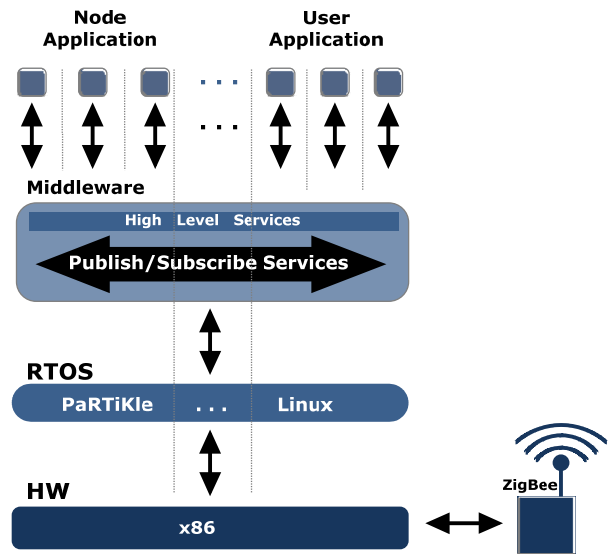 Node
Application
User
Application
. . .
. . .
Middleware
High Level Services
Publish/Subscribe Services
RTOS
PaRTiKle . . . Linux
HW
x86
ZigBee